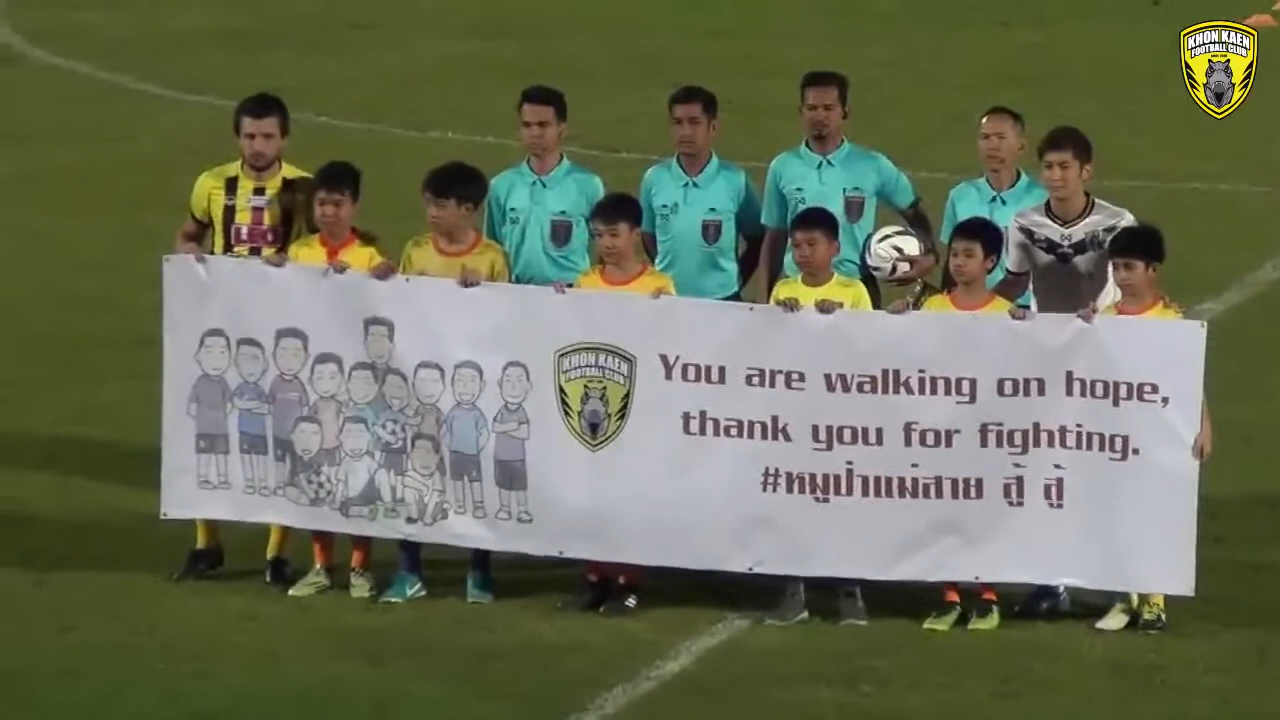 KHON KAEN
FOOTBALL CLUB
KHON KAEN
FOOTBALL CLUB
You are walking on hope,
thank you for fighting.
#หมูป่าแม่สาย สู้ สู้